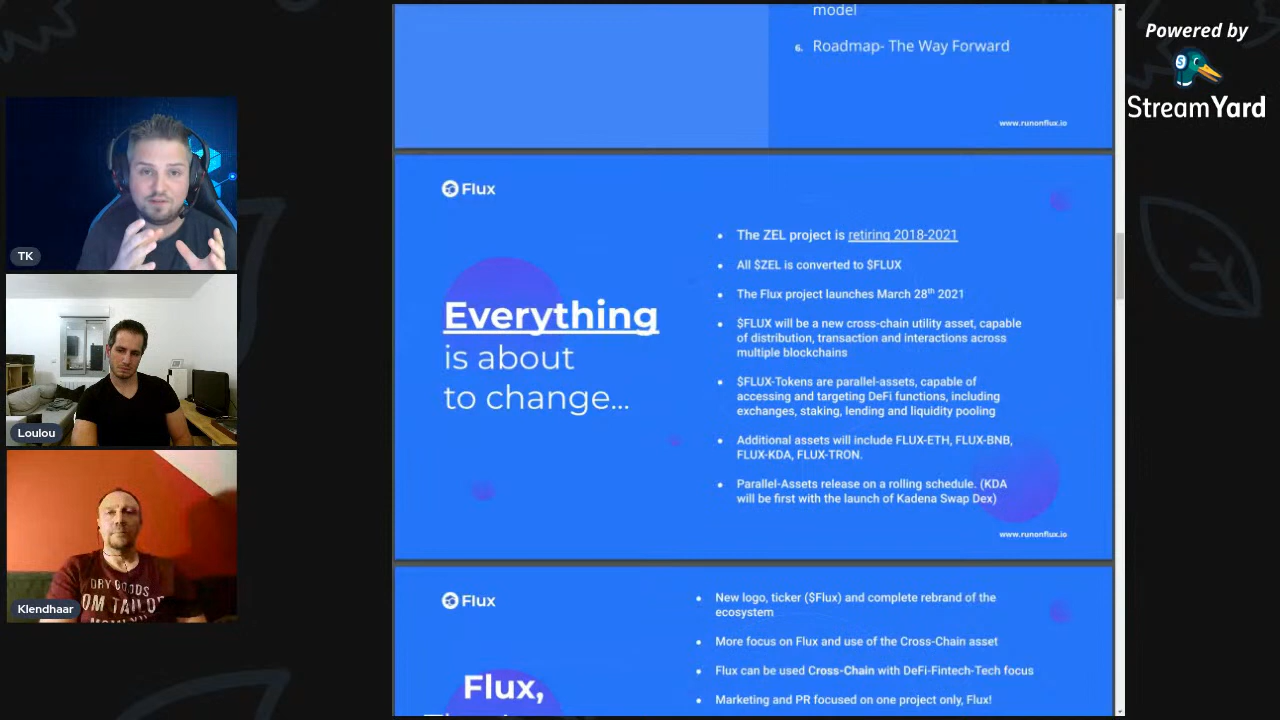 model
6. Roadmap- The Way Forward
www.runonflux.io
Powered by
StreamYard
TK
Loulou
DRY GOODS
OM TAILO
Klendhaar
Flux
Everything
is about
to change...
• The ZEL project is retiring 2018-2021
• All $ZEL is converted to $FLUX
• The Flux project launches March 28th 2021
• $FLUX will be a new cross-chain utility asset, capable
of distribution, transaction and interactions across
multiple blockchains
• $FLUX-Tokens are parallel-assets, capable of
accessing and targeting DeFi functions, including
exchanges, staking, lending and liquidity pooling
• Additional assets will include FLUX-ETH, FLUX-BNB,
FLUX-KDA, FLUX-TRON.
• Parallel-Assets release on a rolling schedule. (KDA
will be first with the launch of Kadena Swap Dex)
www.runonflux.io
Flux
Flux,
• New logo, ticker ($Flux) and complete rebrand of the
ecosystem
• More focus on Flux and use of the Cross-Chain asset
• Flux can be used Cross-Chain with DeFi-Fintech-Tech focus
• Marketing and PR focused on one project only, Flux!